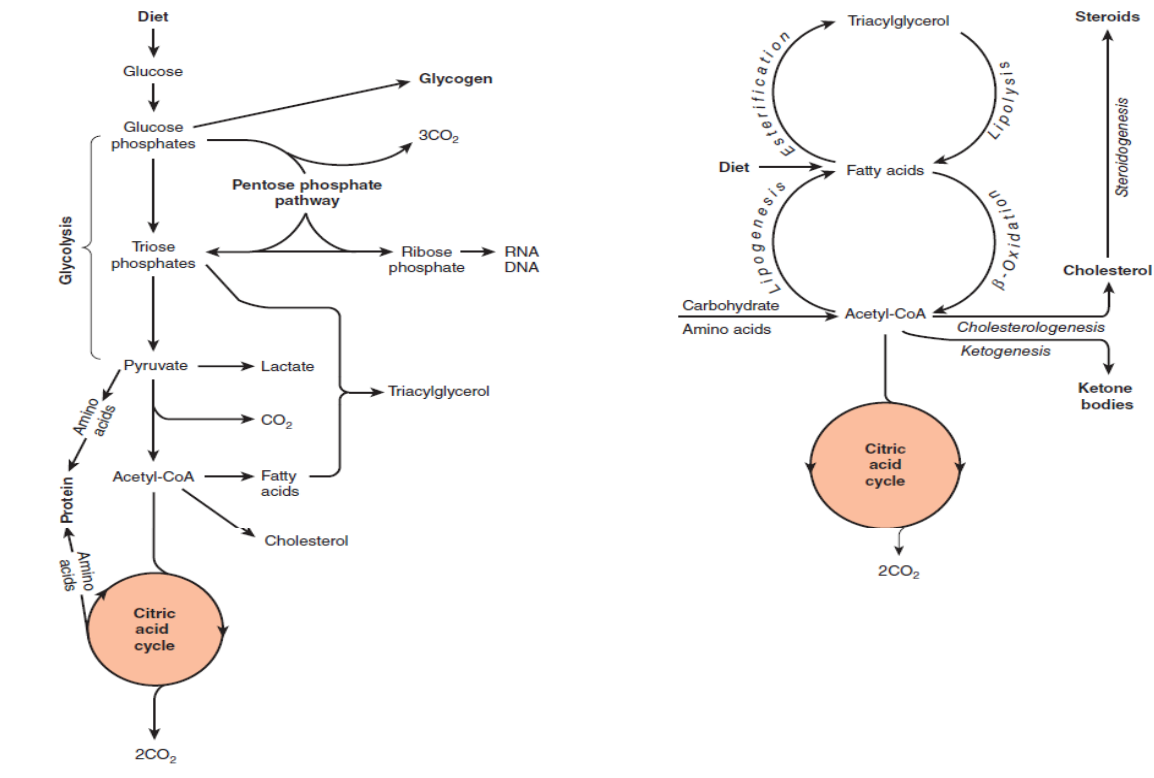 Diet
Glucose
Glycogen
Glucose
phosphates
3CO₂
Pentose phosphate
pathway
Glycolysis
Triose
phosphates
Ribose
phosphate
RNA
DNA
Pyruvate
Lactate
Triacylglycerol
Amino
acids
CO₂
Acetyl-CoA
Fatty
acids
Protein
Cholesterol
Amino
acids
Citric
acid
cycle
2CO₂
Triacylglycerol
Steroids
Esterification
Lipolysis
Steroidogenesis
Diet
Fatty acids
Lipogenesis
β-Oxidation
Cholesterol
Carbohydrate
Amino acids
Acetyl-CoA
Cholesterologenesis
Ketogenesis
Ketone
bodies
Citric
acid
cycle
2CO₂